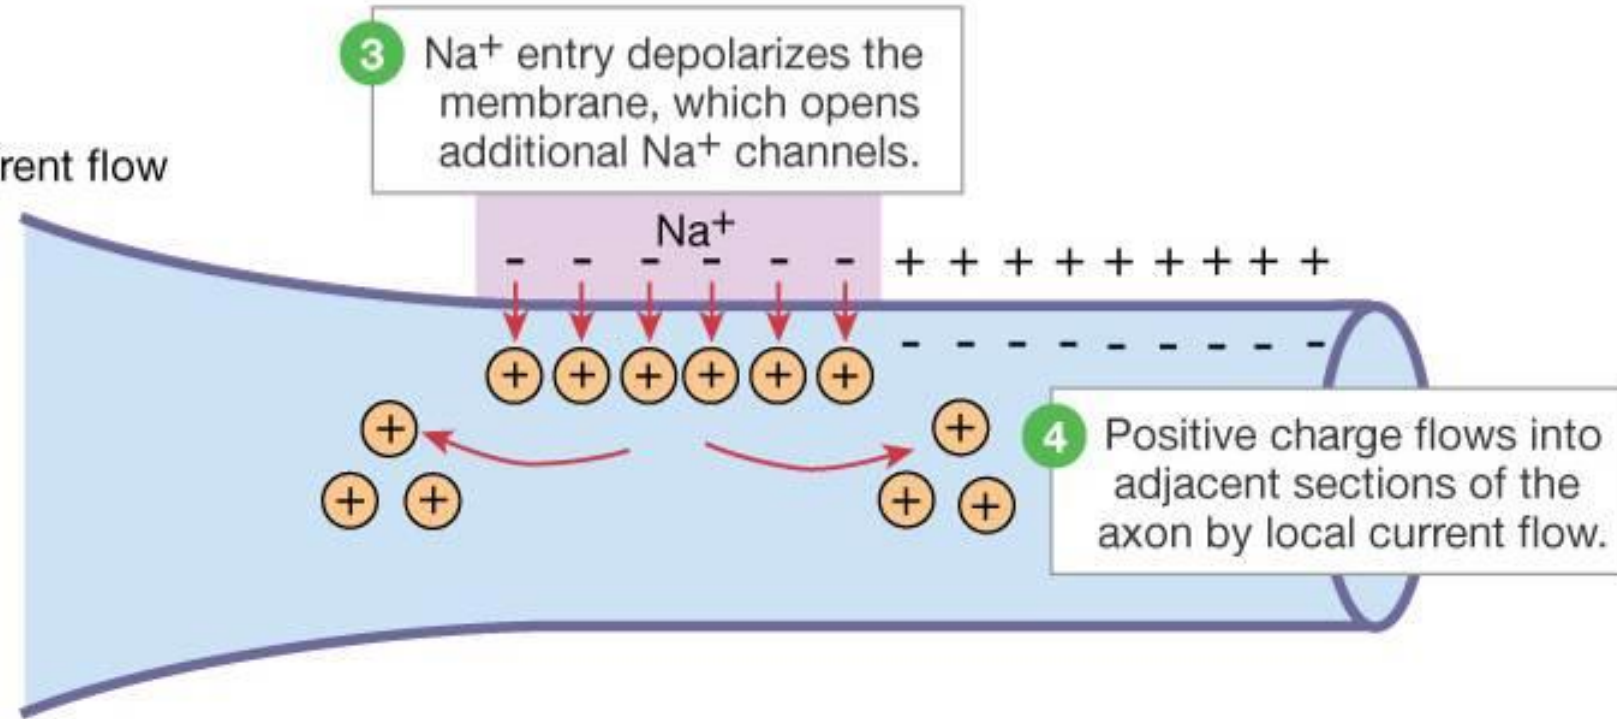 3 Na+ entry depolarizes the
membrane, which opens
additional Na+ channels.
rent flow
Na+
- - - - - - + + + + + + + + +
- - - - - - - - -
+ + + + + +
+ +
+ + + +
4 Positive charge flows into
adjacent sections of the
axon by local current flow.